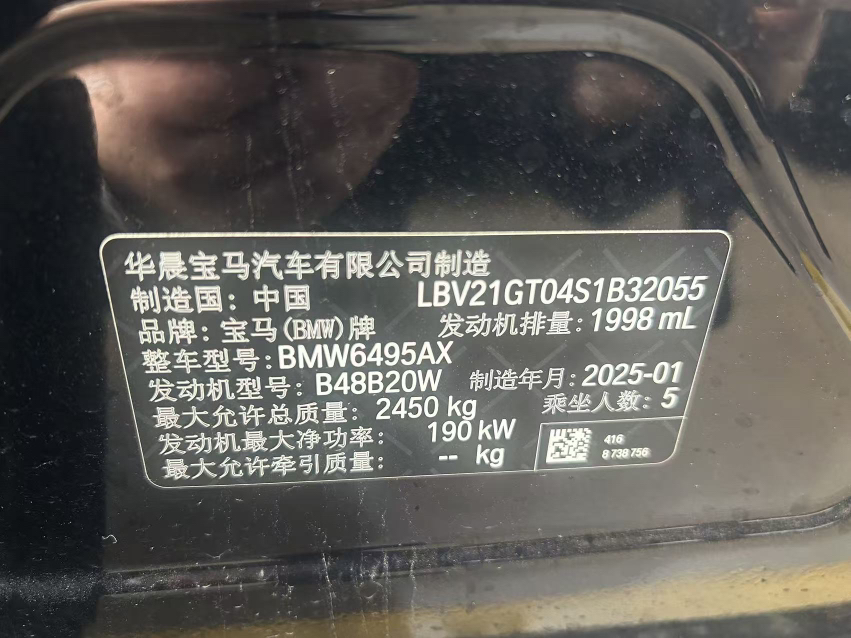 华晨宝马汽车有限公司制造
制造国: 中国 LBV21GT04S1B32055
品牌: 宝马(BMW)牌 发动机排量: 1998 mL
整车型号: BMW6495AX
发动机型号: B48B20W 制造年月: 2025-01
最大允许总质量: 2450 kg 乘坐人数: 5
发动机最大净功率: 190 kW
最大允许牵引质量: -- kg
416
8 738 756